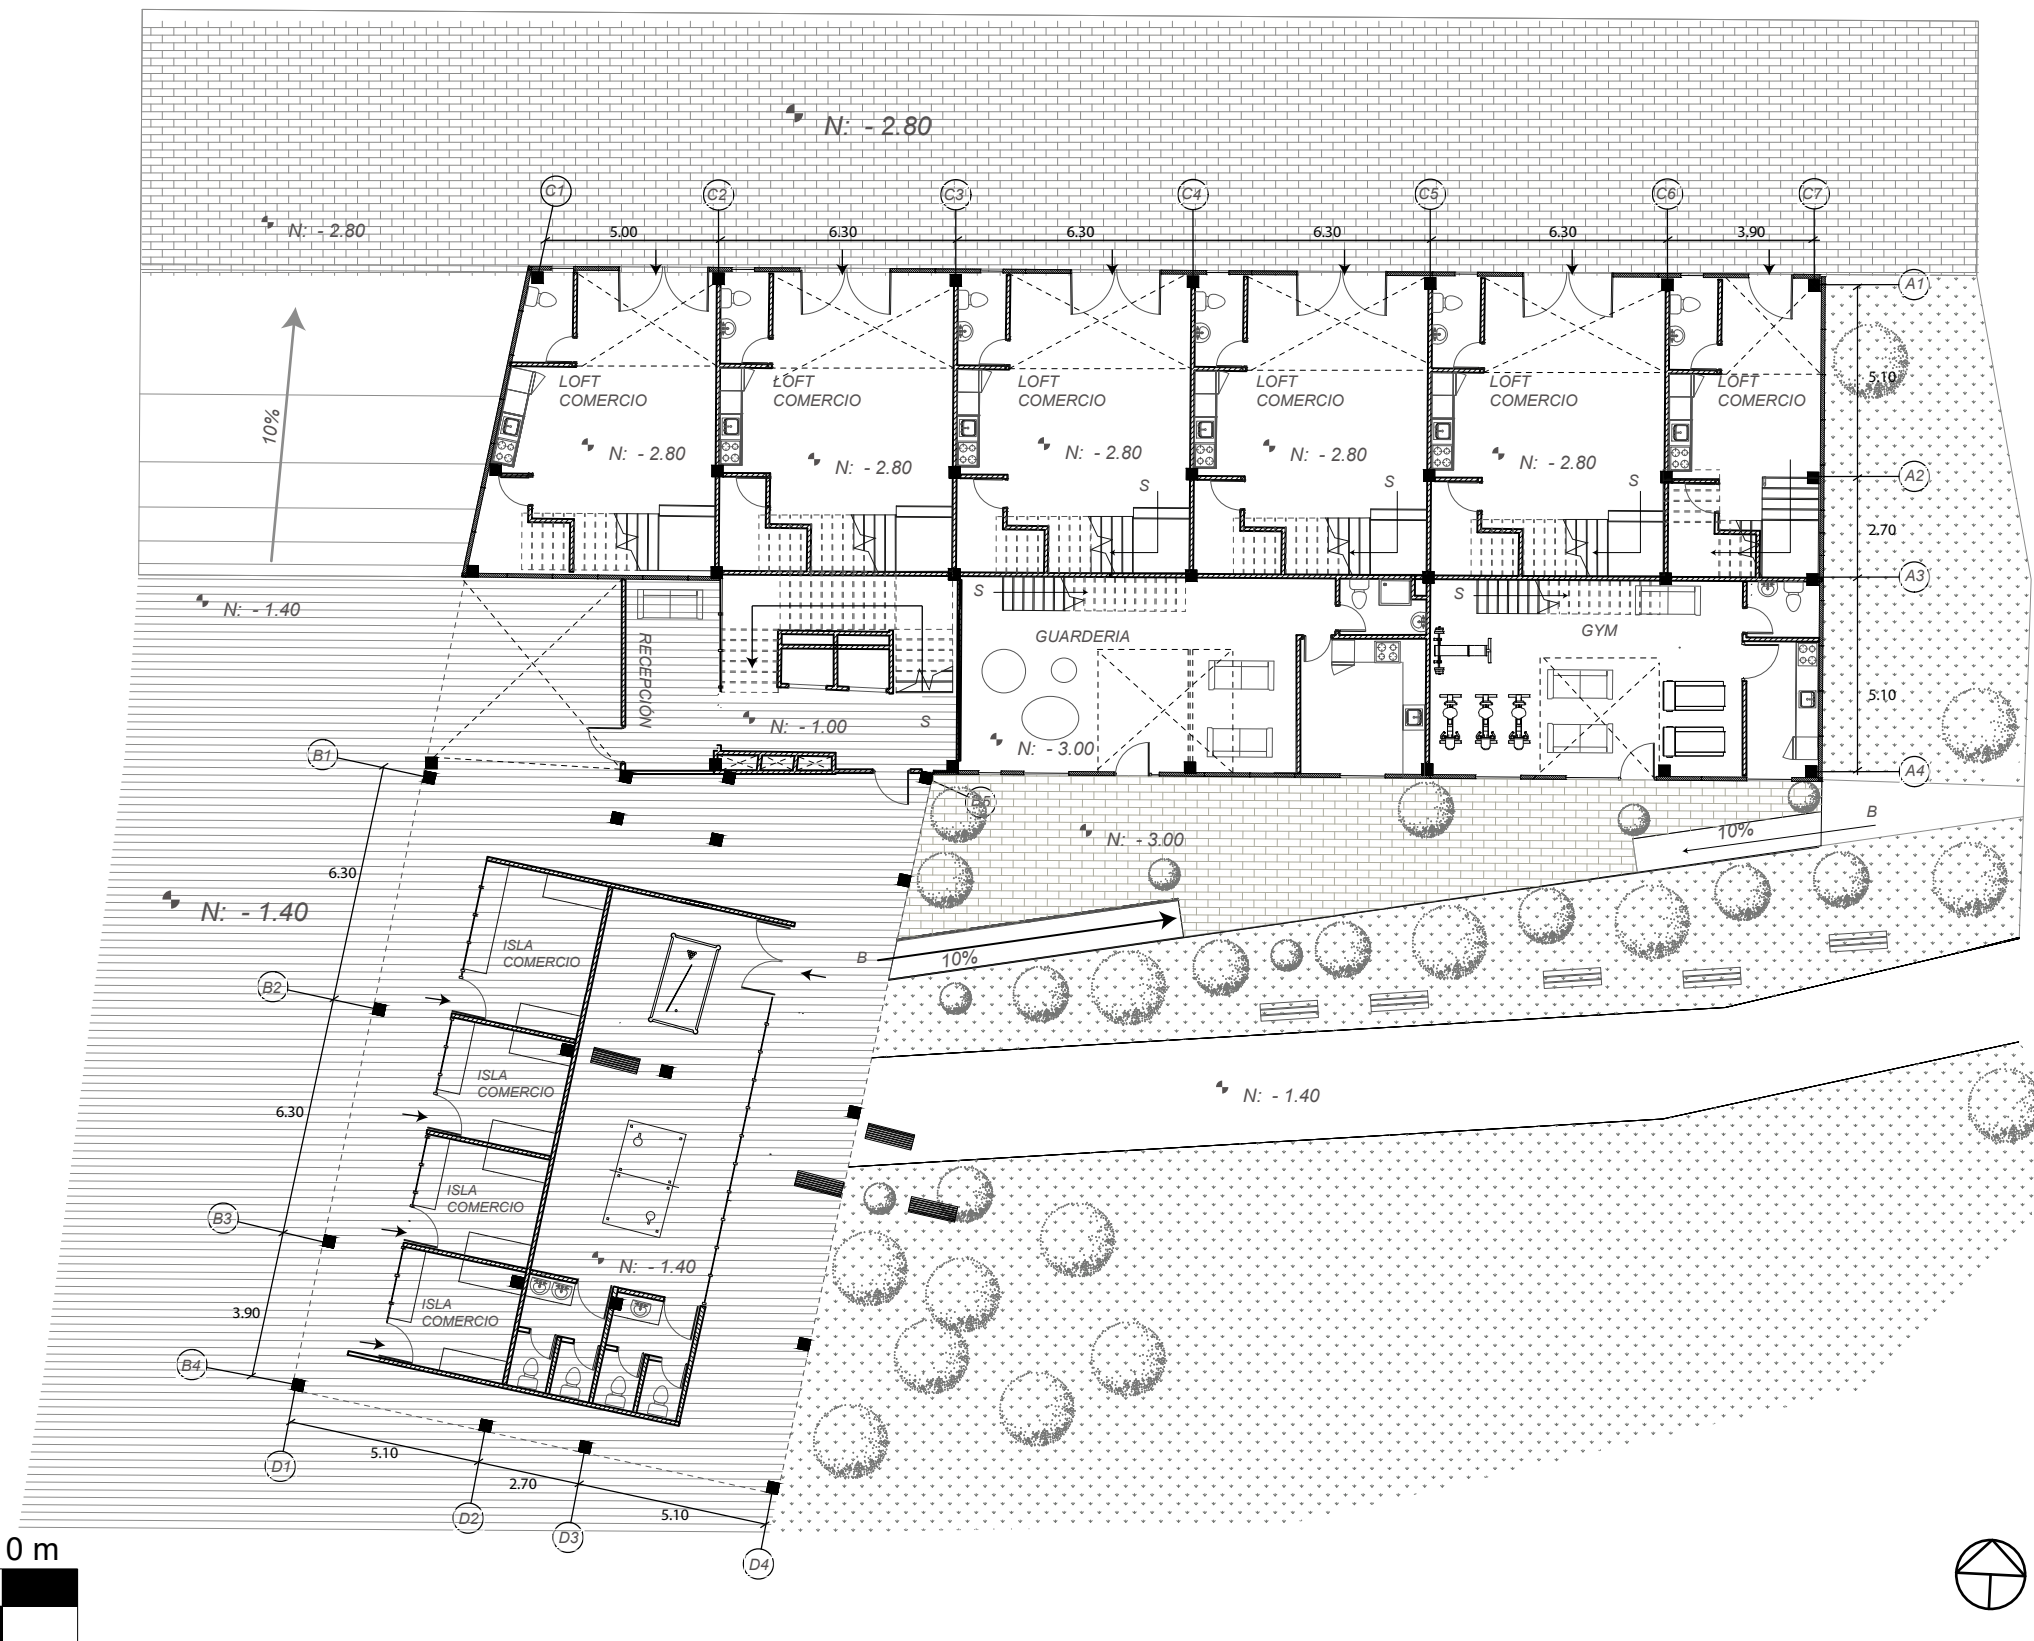 N: - 2.80
C1
C2
C3
C4
C5
C6
C7
N: - 2.80
5.00
6.30
6.30
6.30
6.30
3.90
A1
LOFT
COMERCIO
LOFT
COMERCIO
LOFT
COMERCIO
LOFT
COMERCIO
LOFT
COMERCIO
LOFT
COMERCIO
5.10
10%
N: - 2.80
N: - 2.80
N: - 2.80
N: - 2.80
N: - 2.80
S
S
S
A2
2.70
A3
N: - 1.40
S
S
GUARDERIA
GYM
RECEPCIÓN
5.10
N: - 1.00
S
N: - 3.00
B1
A4
B5
B
10%
N: - 3.00
6.30
N: - 1.40
ISLA
COMERCIO
B
10%
B2
ISLA
COMERCIO
N: - 1.40
6.30
ISLA
COMERCIO
B3
N: - 1.40
ISLA
COMERCIO
3.90
B4
5.10
D1
2.70
5.10
D2
D3
D4
0 m